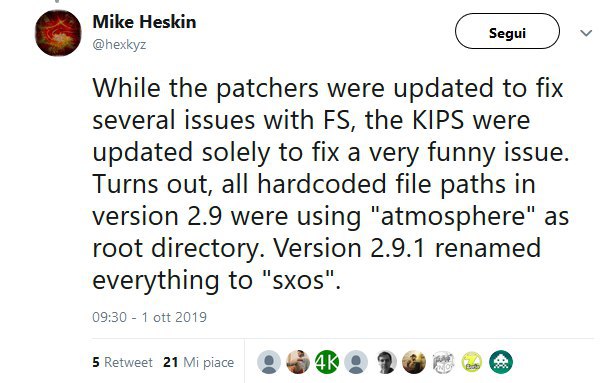 Mike Heskin
@hexkyz
Segui
While the patchers were updated to fix
several issues with FS, the KIPS were
updated solely to fix a very funny issue.
Turns out, all hardcoded file paths in
version 2.9 were using "atmosphere" as
root directory. Version 2.9.1 renamed
everything to "sxos".
09:30 - 1 ott 2019
5 Retweet 21 Mi piace
4K